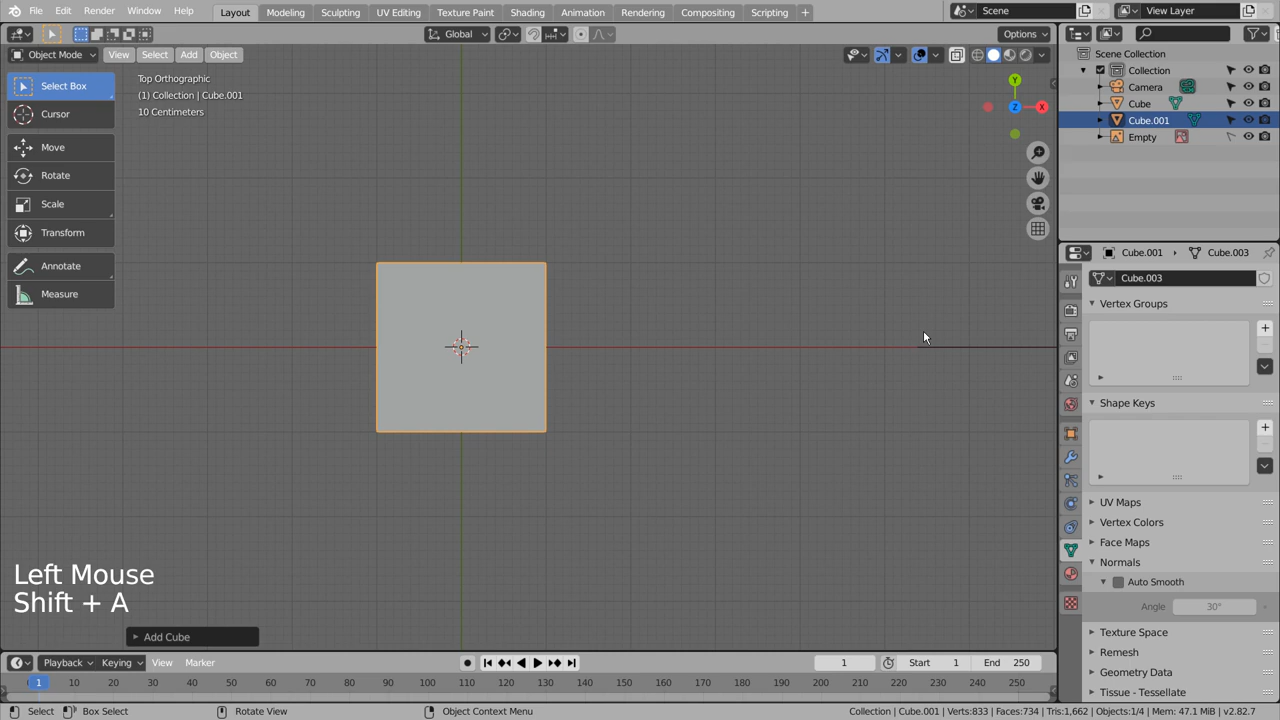 File Edit Render Window Help Layout Modeling Sculpting UV Editing Texture Paint Shading Animation Rendering Compositing Scripting + Scene View Layer
Global Options
Object Mode View Select Add Object
Scene Collection
Collection
Camera
Cube
Cube.001
Empty
Select Box
Cursor
Move
Rotate
Scale
Transform
Annotate
Measure
Top Orthographic
(1) Collection | Cube.001
10 Centimeters
Y
Z
X
Cube.001 Cube.003
Cube.003
Vertex Groups
Shape Keys
UV Maps
Vertex Colors
Face Maps
Normals
Auto Smooth
Angle 30°
Texture Space
Remesh
Geometry Data
Tissue - Tessellate
Left Mouse
Shift + A
Add Cube
Playback Keying View Marker 1 Start 1 End 250
1 10 20 30 40 50 60 70 80 90 100 110 120 130 140 150 160 170 180 190 200 210 220 230 240 250
Select Box Select Rotate View Object Context Menu Collection | Cube.001 | Verts:833 | Faces:734 | Tris:1,662 | Objects:1/4 | Mem: 47.1 MiB | v2.82.7